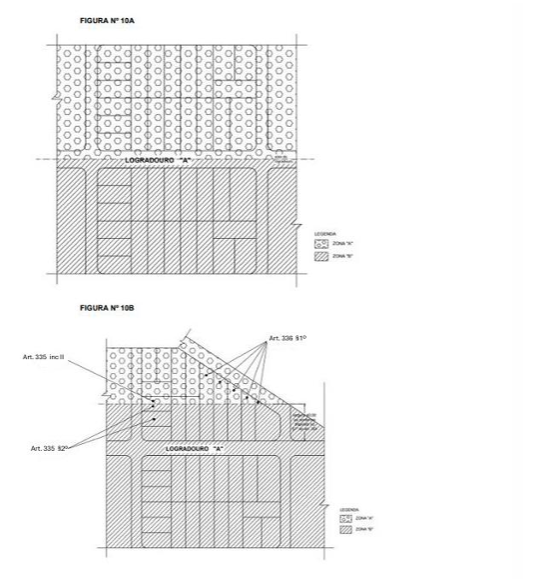 FIGURA Nº 10A
LOGRADOURO "A"
LEGENDA
ZONA "A"
ZONA "B"
FIGURA Nº 10B
Art. 336 §1º
Art. 335 inc II
Art. 335 §2º
LOGRADOURO "A"
LEGENDA
ZONA "A"
ZONA "B"